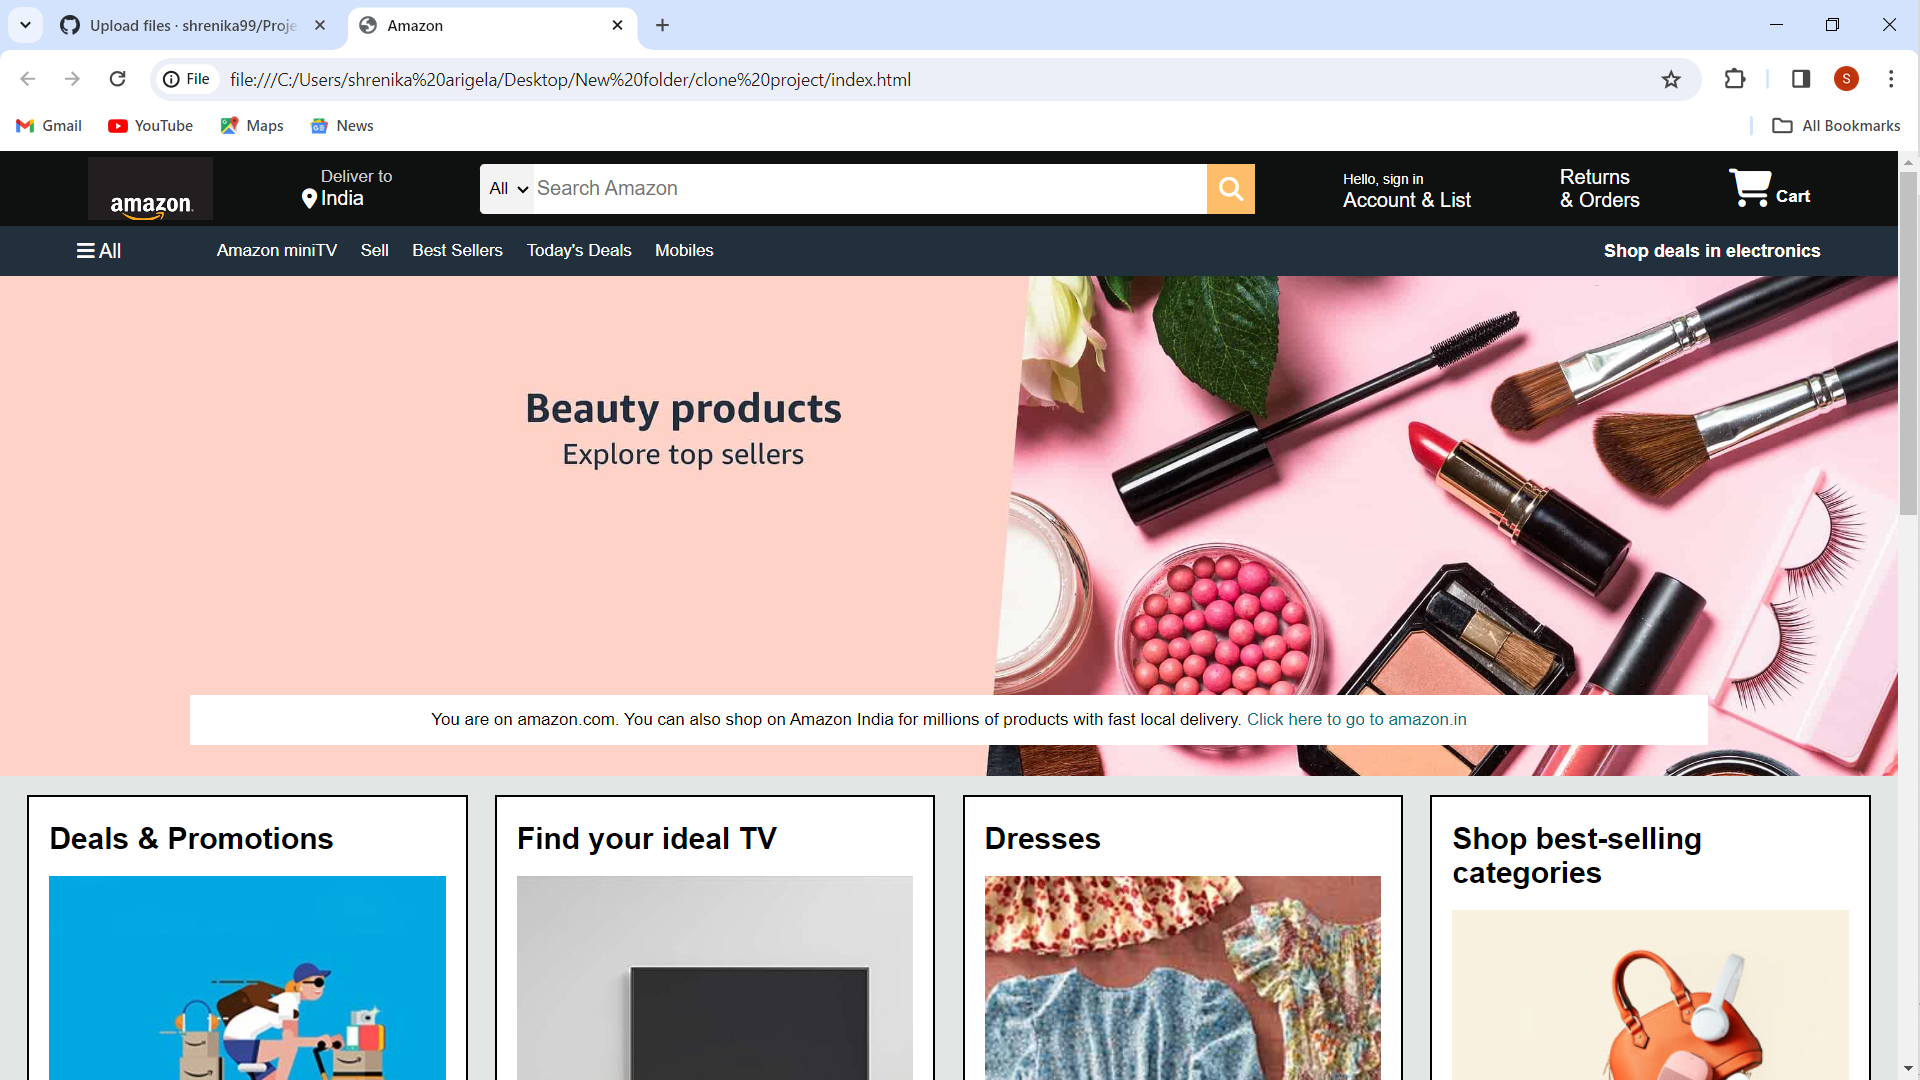 Upload files · shrenika99/Proje
Amazon
File
file:///C:/Users/shrenika%20arigela/Desktop/New%20folder/clone%20project/index.html
S
Gmail
YouTube
Maps
News
All Bookmarks
amazon
Deliver to
India
All
Search Amazon
Hello, sign in
Account & List
Returns
& Orders
Cart
All
Amazon miniTV
Sell
Best Sellers
Today's Deals
Mobiles
Shop deals in electronics
Beauty products
Explore top sellers
You are on amazon.com. You can also shop on Amazon India for millions of products with fast local delivery. Click here to go to amazon.in
Deals & Promotions
Find your ideal TV
Dresses
Shop best-selling
categories